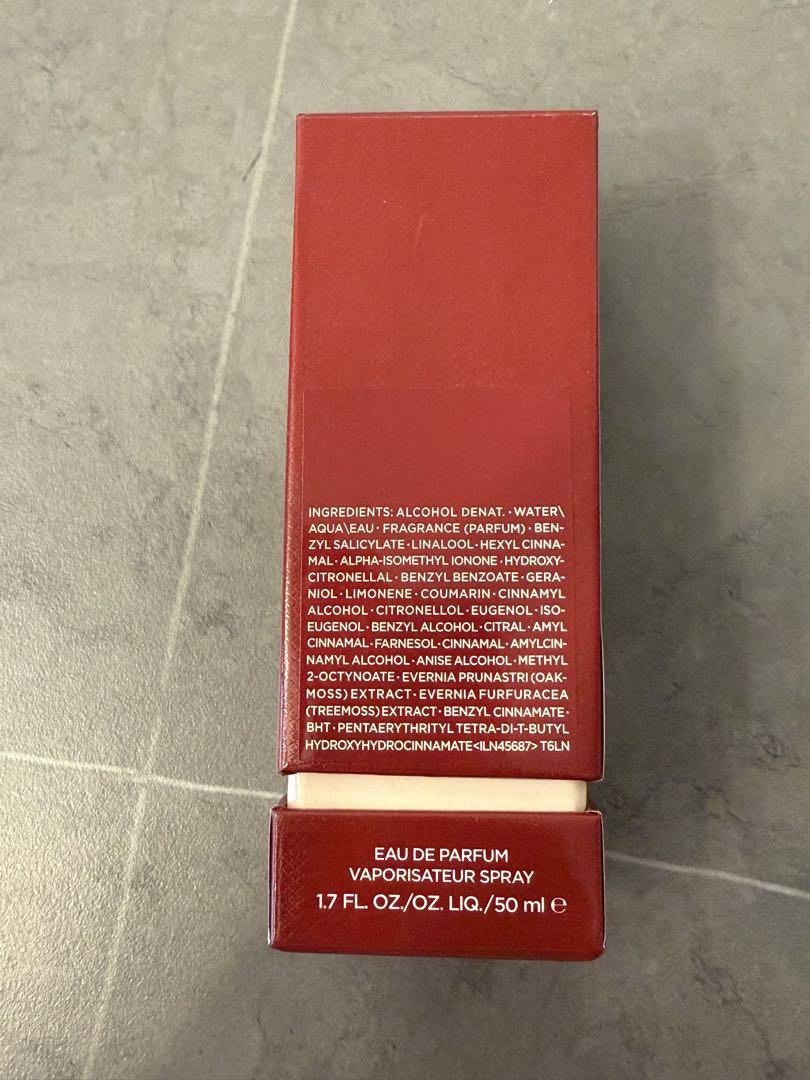 INGREDIENTS: ALCOHOL DENAT. · WATER\
AQUA\EAU · FRAGRANCE (PARFUM) · BEN-
ZYL SALICYLATE · LINALOOL · HEXYL CINNA-
MAL · ALPHA-ISOMETHYL IONONE · HYDROXY-
CITRONELLAL · BENZYL BENZOATE · GERA-
NIOL · LIMONENE · COUMARIN · CINNAMYL
ALCOHOL · CITRONELLOL · EUGENOL · ISO-
EUGENOL · BENZYL ALCOHOL · CITRAL · AMYL
CINNAMAL · FARNESOL · CINNAMAL · AMYLCIN-
NAMYL ALCOHOL · ANISE ALCOHOL · METHYL
2-OCTYNOATE · EVERNIA PRUNASTRI (OAK-
MOSS) EXTRACT · EVERNIA FURFURACEA
(TREEMOSS) EXTRACT · BENZYL CINNAMATE ·
BHT · PENTAERYTHRITYL TETRA-DI-T-BUTYL
HYDROXYHYDROCINNAMATE<ILN45687> T6LN
EAU DE PARFUM
VAPORISATEUR SPRAY
1.7 FL. OZ./OZ. LIQ./50 ml ℮